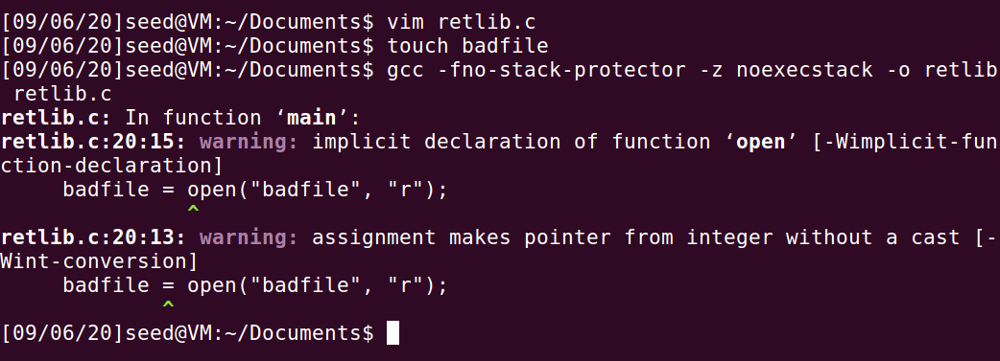 [09/06/20]seed@VM:~/Documents$ vim retlib.c
[09/06/20]seed@VM:~/Documents$ touch badfile
[09/06/20]seed@VM:~/Documents$ gcc -fno-stack-protector -z noexecstack -o retlib
 retlib.c
retlib.c: In function ‘main’:
retlib.c:20:15: warning: implicit declaration of function ‘open’ [-Wimplicit-fun
ction-declaration]
     badfile = open("badfile", "r");
               ^
retlib.c:20:13: warning: assignment makes pointer from integer without a cast [-
Wint-conversion]
     badfile = open("badfile", "r");
             ^
[09/06/20]seed@VM:~/Documents$